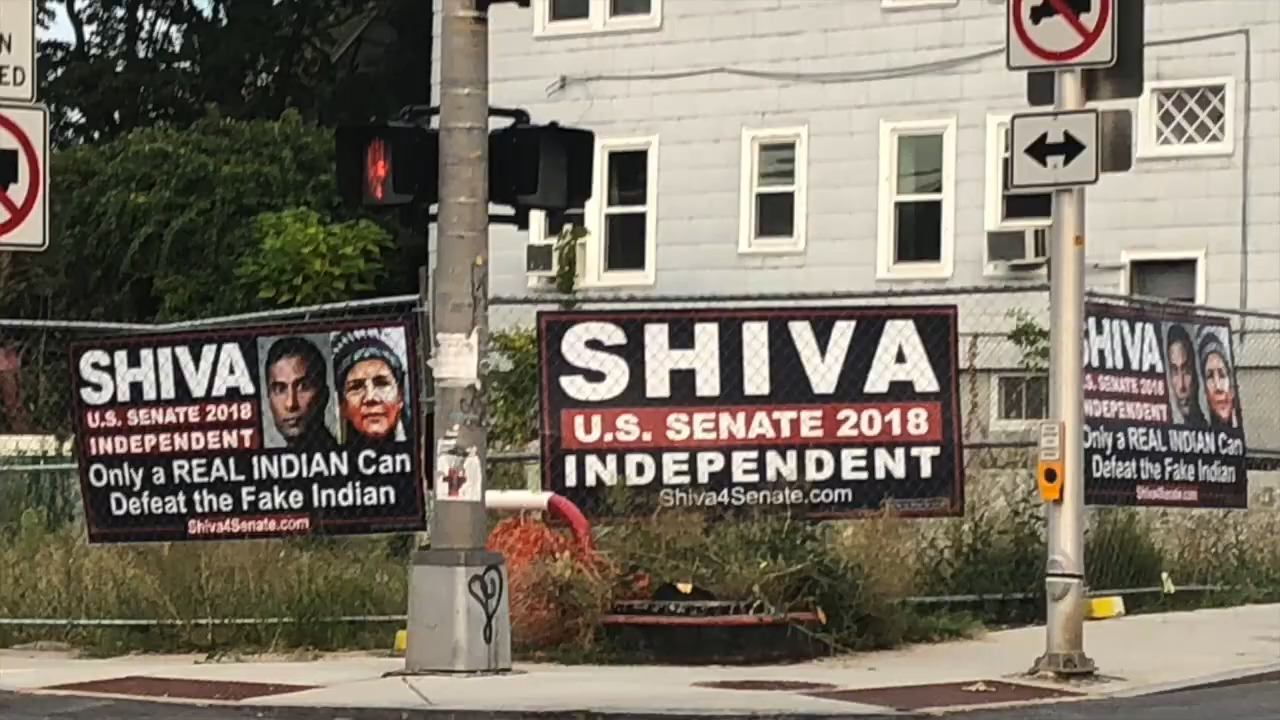 N
ED
SHIVA
U.S. SENATE 2018
INDEPENDENT
Only a REAL INDIAN Can
Defeat the Fake Indian
Shiva4Senate.com
SHIVA
U.S. SENATE 2018
INDEPENDENT
Shiva4Senate.com
SHIVA
U.S. SENATE 2018
INDEPENDENT
Only a REAL INDIAN Can
Defeat the Fake Indian
Shiva4Senate.com